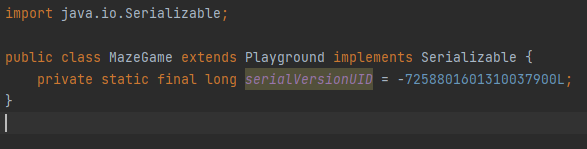 import java.io.Serializable;
public class MazeGame extends Playground implements Serializable {
private static final long serialVersionUID = -7258801601310037900L;
}